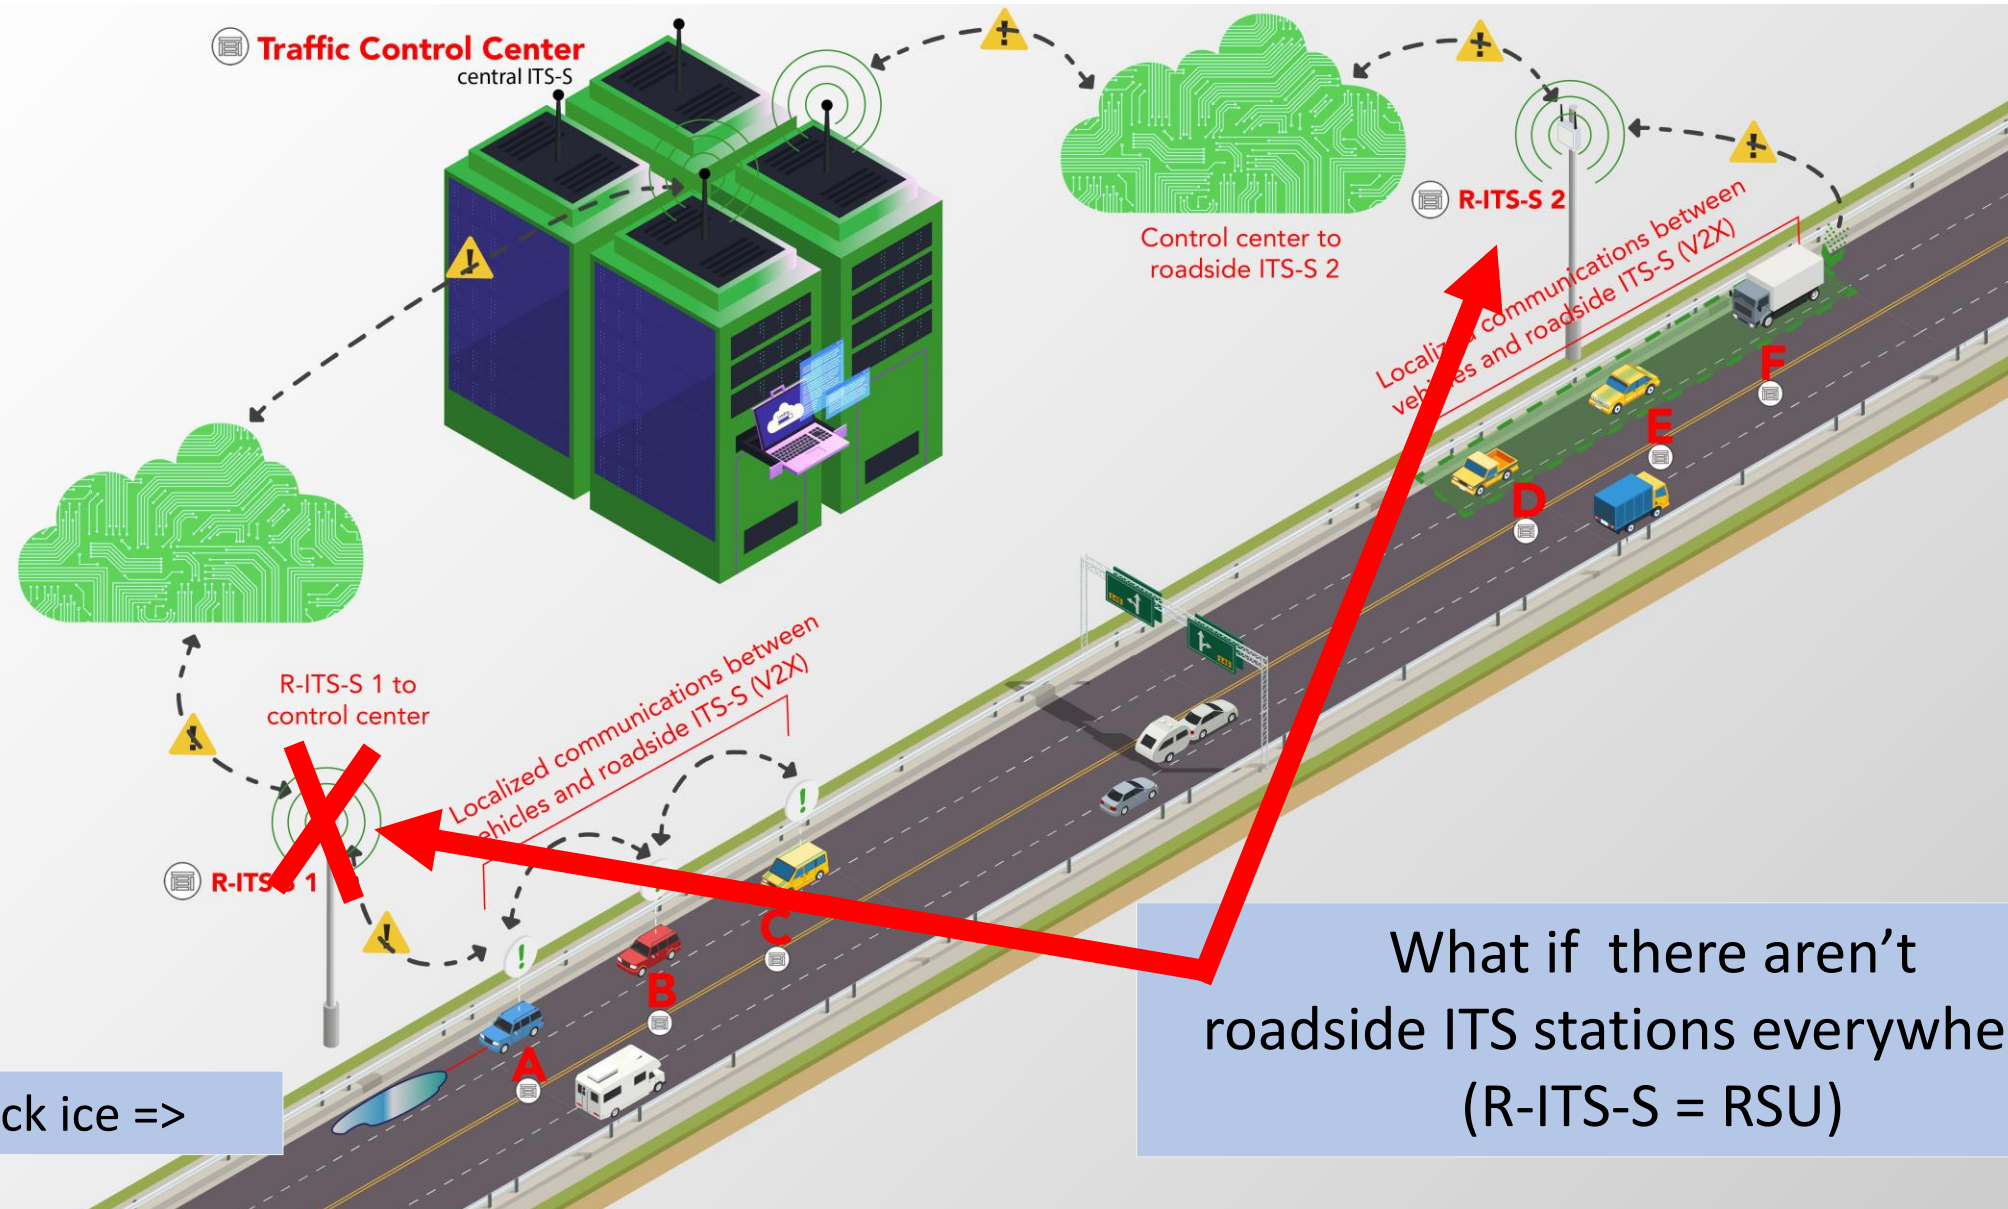 Traffic Control Center
central ITS-S
Control center to
roadside ITS-S 2
R-ITS-S 2
Localized communications between
vehicles and roadside ITS-S (V2X)
F
E
D
R-ITS-S 1 to
control center
Localized communications between
ehicles and roadside ITS-S (V2X)
R-ITS-S 1
C
B
A
ck ice =>
What if there aren't
roadside ITS stations everywhe
(R-ITS-S = RSU)